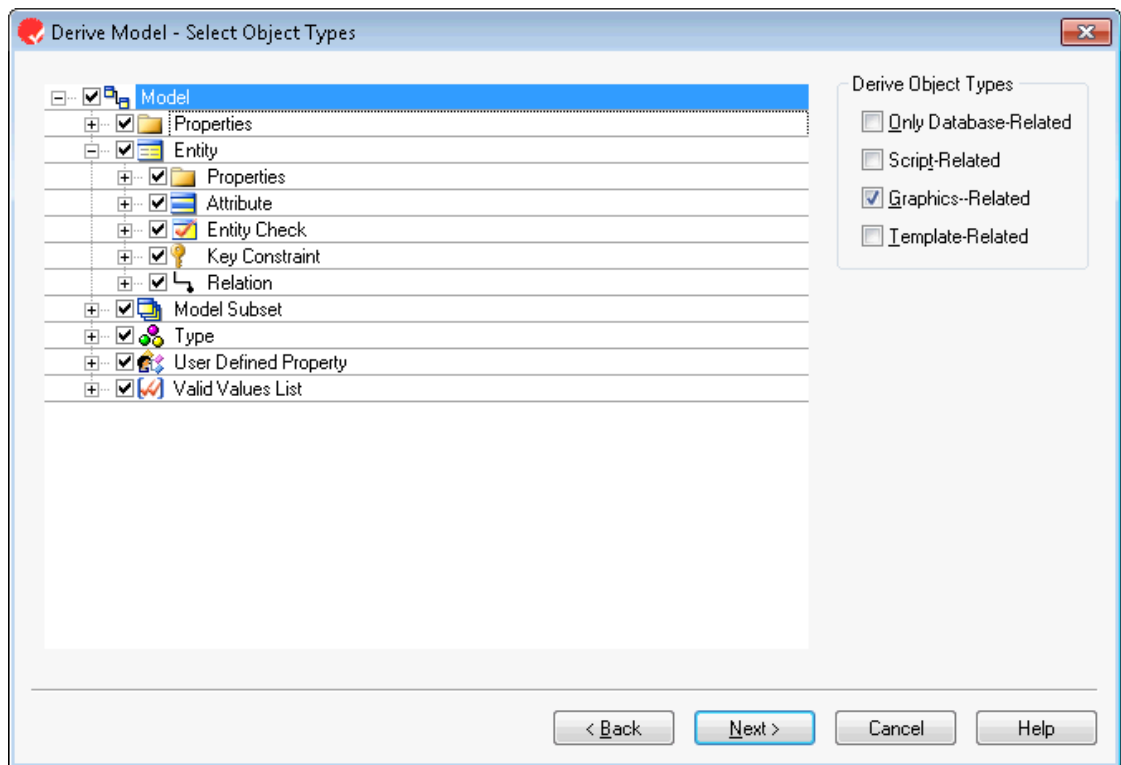 Derive Model - Select Object Types
Model
Properties
Entity
Properties
Attribute
Entity Check
Key Constraint
Relation
Model Subset
Type
User Defined Property
Valid Values List
Derive Object Types
Only Database-Related
Script-Related
Graphics--Related
Template-Related
< Back
Next >
Cancel
Help